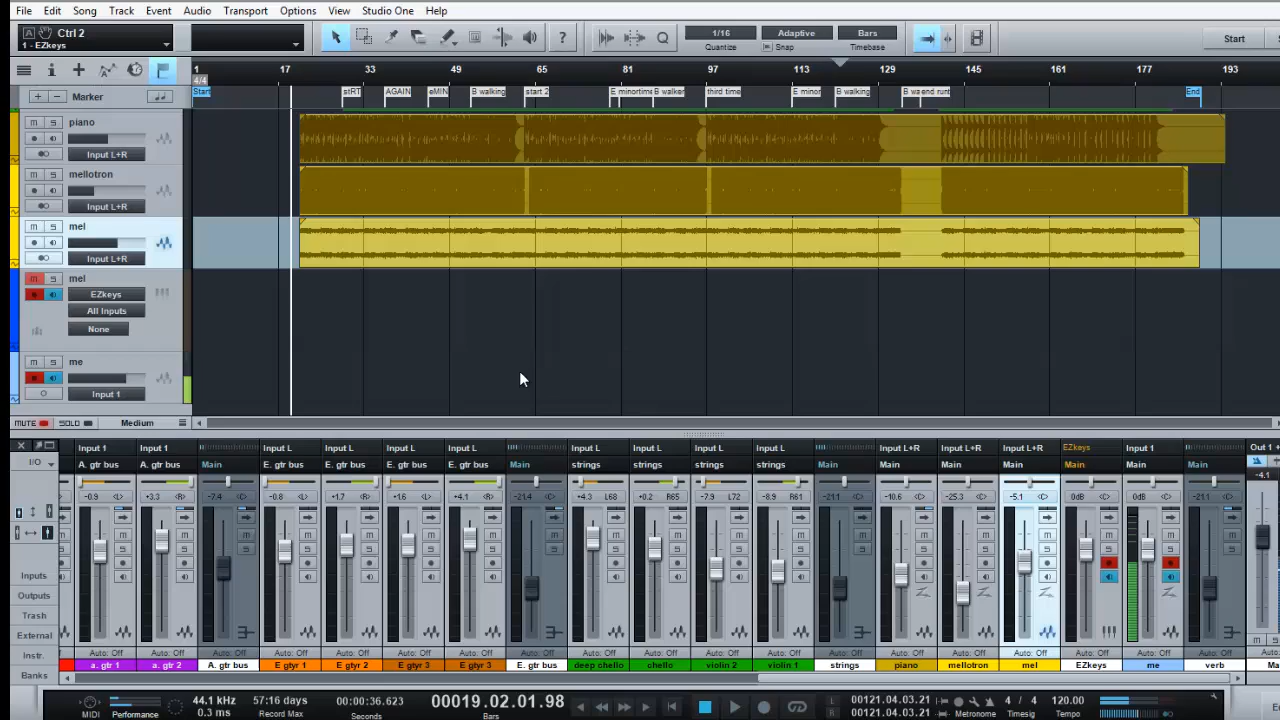 File Edit Song Track Event Audio Transport Options View Studio One Help
A Ctrl 2
1 - EZkeys
? 1/16 Adaptive Bars Start
Quantize Snap Timebase
1 17 33 49 65 81 97 113 129 145 161 177 193
4/4
Marker Start stRT AGAIN eMIN B walking start 2 E minortime B walker third time E minor B walking B wa end runt End
M S piano
Input L+R
M S mellotron
Input L+R
M S mel
Input L+R
M S mel
EZkeys
All Inputs
None
M S me
Input 1
MUTE SOLO Medium
Input 1 Input 1 Input L Input L Input L Input L Input L Input L Input L Input L Input L+R Input L+R Input L+R EZkeys Input 1 Out 1
I/O A. gtr bus A. gtr bus Main E. gtr bus E. gtr bus E. gtr bus E. gtr bus Main strings strings strings strings Main Main Main Main Main Main Main
-0.9 <L> +3.3 <R> -7.4 -0.8 <L> +1.7 <R> +1.6 <R> +4.1 <R> -21.4 +4.3 L68 +0.2 R65 -7.9 L72 -8.9 R61 -21.1 -10.6 -25.3 -5.1 0dB 0dB -21.1 -4.1
Inputs
Outputs
Trash
External
Instr.
Banks
Auto: Off Auto: Off Auto: Off Auto: Off Auto: Off Auto: Off Auto: Off Auto: Off Auto: Off Auto: Off Auto: Off Auto: Off Auto: Off Auto: Off Auto: Off Auto: Off Auto: Off Auto: Off Auto: Off
a. gtr 1 a. gtr 2 A. gtr bus E gtyr 1 E gtyr 2 E gtyr 3 E gtyr 3 E. gtr bus deep chello chello violin 2 violin 1 strings piano mellotron mel EZkeys me verb
MIDI Performance 44.1 kHz 57:16 days 00:00:36.623 00019.02.01.98 L 00121.04.03.21 4 / 4 120.00
0.3 ms Record Max Seconds Bars R 00121.04.03.21 Metronome Timesig Tempo